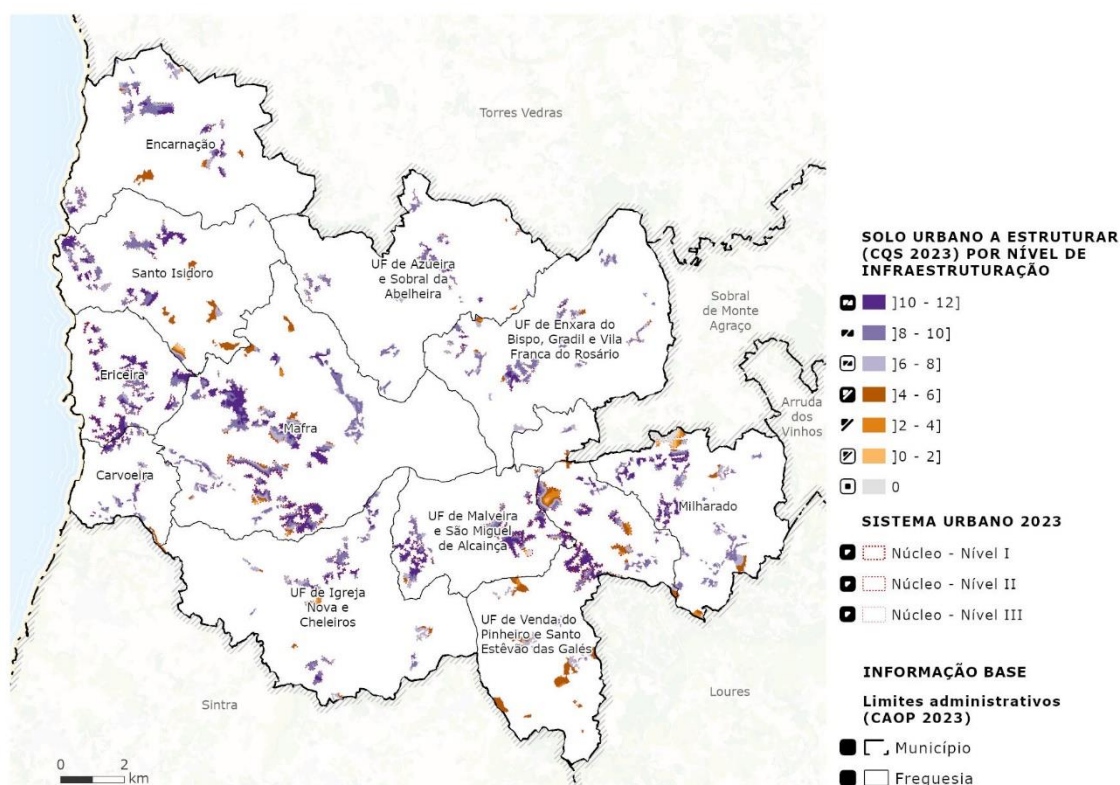 Torres Vedras
Encarnação
Santo Isidoro
UF de Azueira
e Sobral da
Abelheira
Sobral
de Monte
Agraço
UF de Enxara do
Bispo, Gradil e Vila
Franca do Rosário
Ericeira
Arruda
dos
Vinhos
Mafra
Carvoeira
UF de Malveira
e São Miguel
de Alcainça
Milharado
UF de Igreja
Nova e
Cheleiros
UF de Venda do
Pinheiro e Santo
Estêvão das Galés
Sintra
Loures
0 2
km
SOLO URBANO A ESTRUTURAR
(CQS 2023) POR NÍVEL DE
INFRAESTRUTURAÇÃO
]10 - 12]
]8 - 10]
]6 - 8]
]4 - 6]
]2 - 4]
]0 - 2]
0
SISTEMA URBANO 2023
Núcleo - Nível I
Núcleo - Nível II
Núcleo - Nível III
INFORMAÇÃO BASE
Limites administrativos
(CAOP 2023)
Município
Freguesia